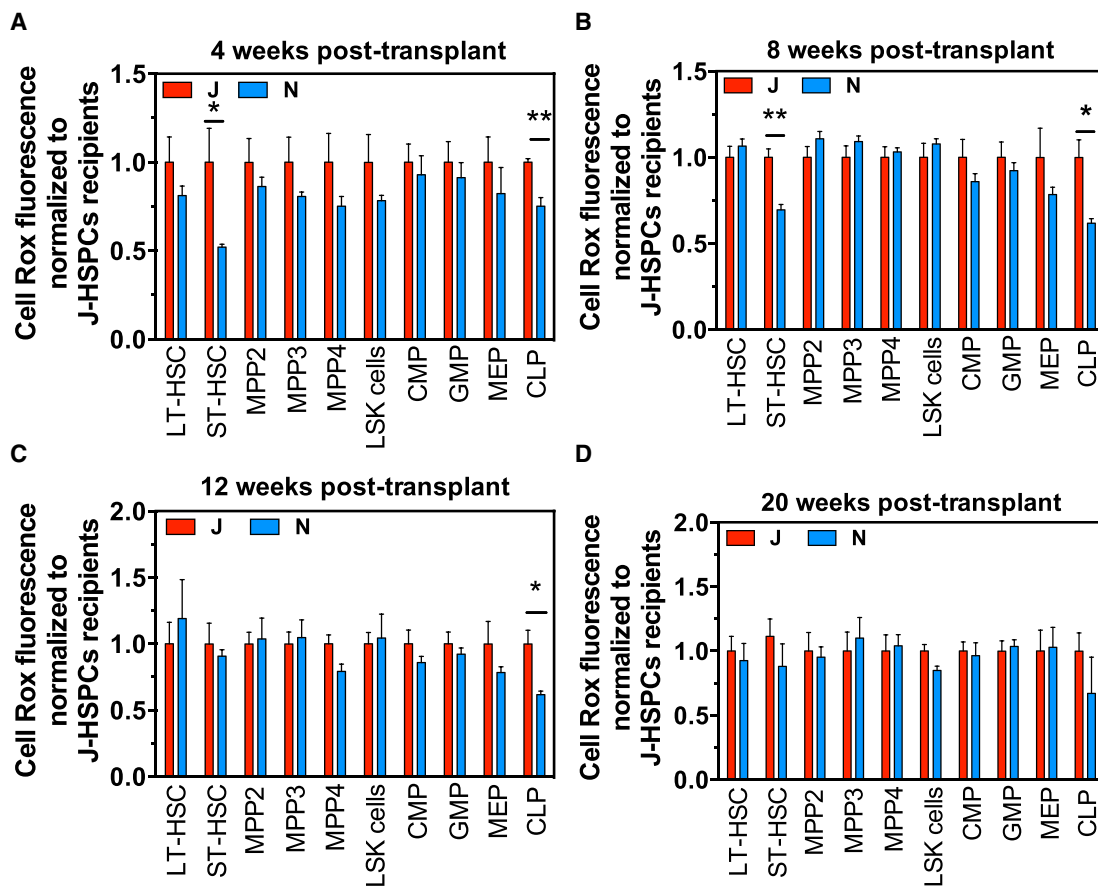 A
4 weeks post-transplant
Cell Rox fluorescence
normalized to
J-HSPCs recipients
1.5
1.0
0.5
0.0
J N
*
**
LT-HSC
ST-HSC
MPP2
MPP3
MPP4
LSK cells
CMP
GMP
MEP
CLP
B
8 weeks post-transplant
Cell Rox fluorescence
normalized to
J-HSPCs recipients
1.5
1.0
0.5
0.0
J N
**
*
LT-HSC
ST-HSC
MPP2
MPP3
MPP4
LSK cells
CMP
GMP
MEP
CLP
C
12 weeks post-transplant
Cell Rox fluorescence
normalized to
J-HSPCs recipients
2.0
1.5
1.0
0.5
0.0
J N
*
LT-HSC
ST-HSC
MPP2
MPP3
MPP4
LSK cells
CMP
GMP
MEP
CLP
D
20 weeks post-transplant
Cell Rox fluorescence
normalized to
J-HSPCs recipients
2.0
1.5
1.0
0.5
0.0
J N
LT-HSC
ST-HSC
MPP2
MPP3
MPP4
LSK cells
CMP
GMP
MEP
CLP